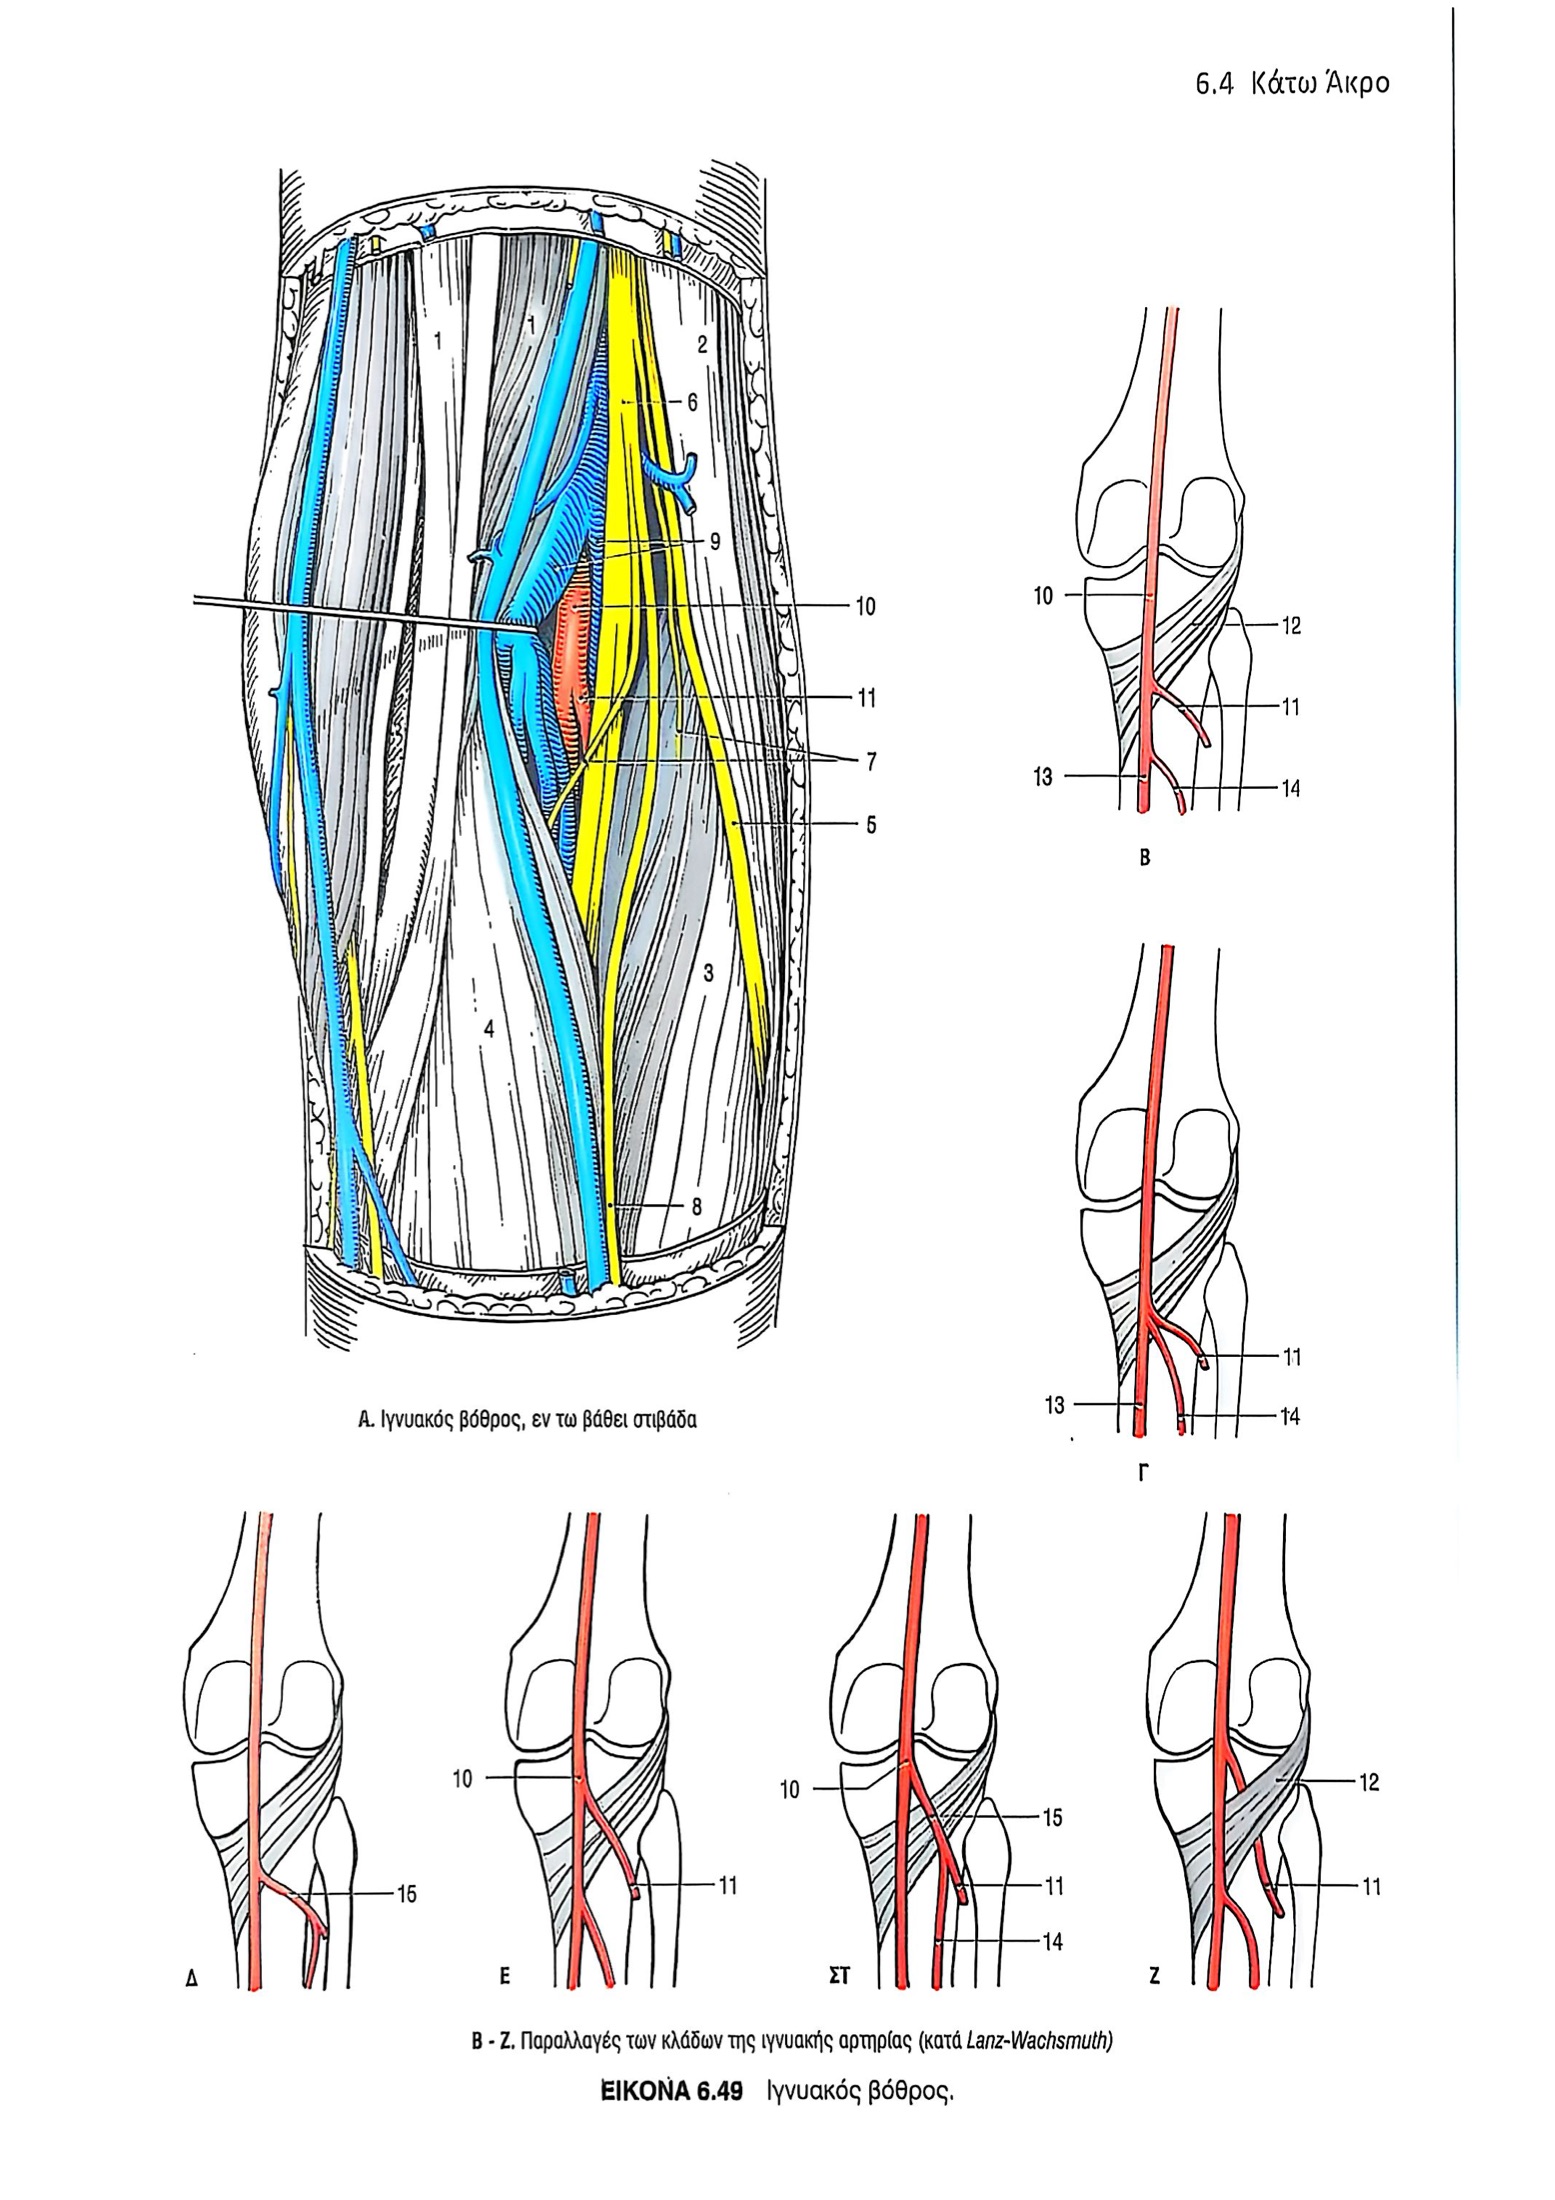 6.4 Κάτω Άκρο
1
1
2
6
9
10
11
7
5
3
4
8
Α. Ιγνυακός βόθρος, εν τω βάθει στιβάδα
10
12
11
13
14
Β
11
13
14
Γ
15
Δ
10
11
Ε
10
15
11
14
ΣΤ
12
11
Ζ
Β - Ζ. Παραλλαγές των κλάδων της ιγνυακής αρτηρίας (κατά Lanz-Wachsmuth)
ΕΙΚΟΝΑ 6.49 Ιγνυακός βόθρος.